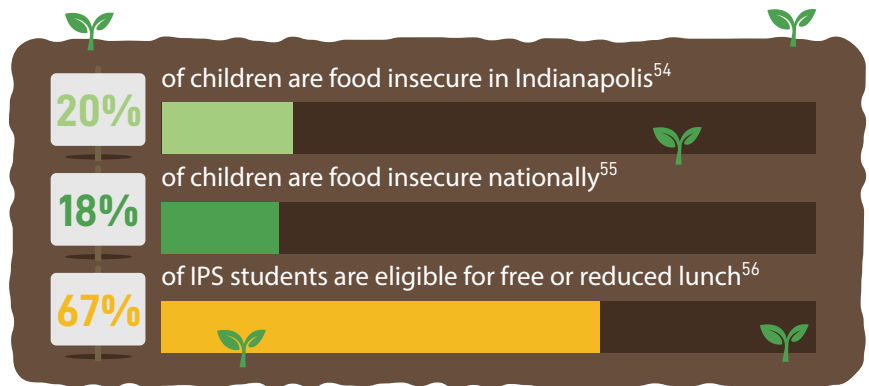 of children are food insecure in Indianapolis54
20%
of children are food insecure nationally55
18%
of IPS students are eligible for free or reduced lunch56
67%